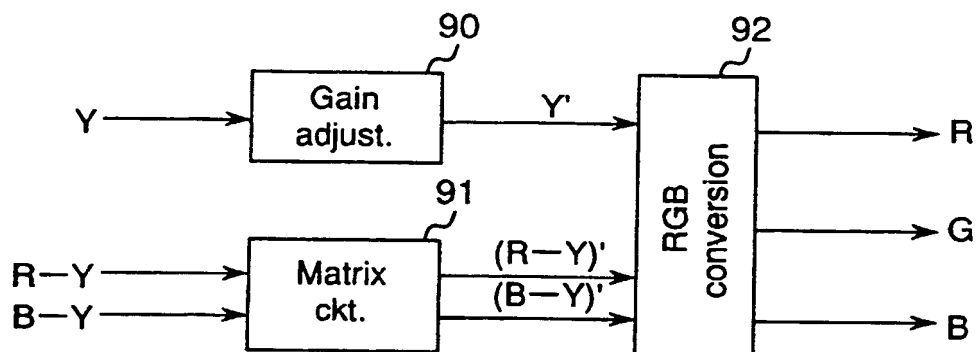 90
92
Y
Gain
adjust.
Y'
R
91
RGB
conversion
G
R—Y
B—Y
Matrix
ckt.
(R—Y)'
(B—Y)'
B